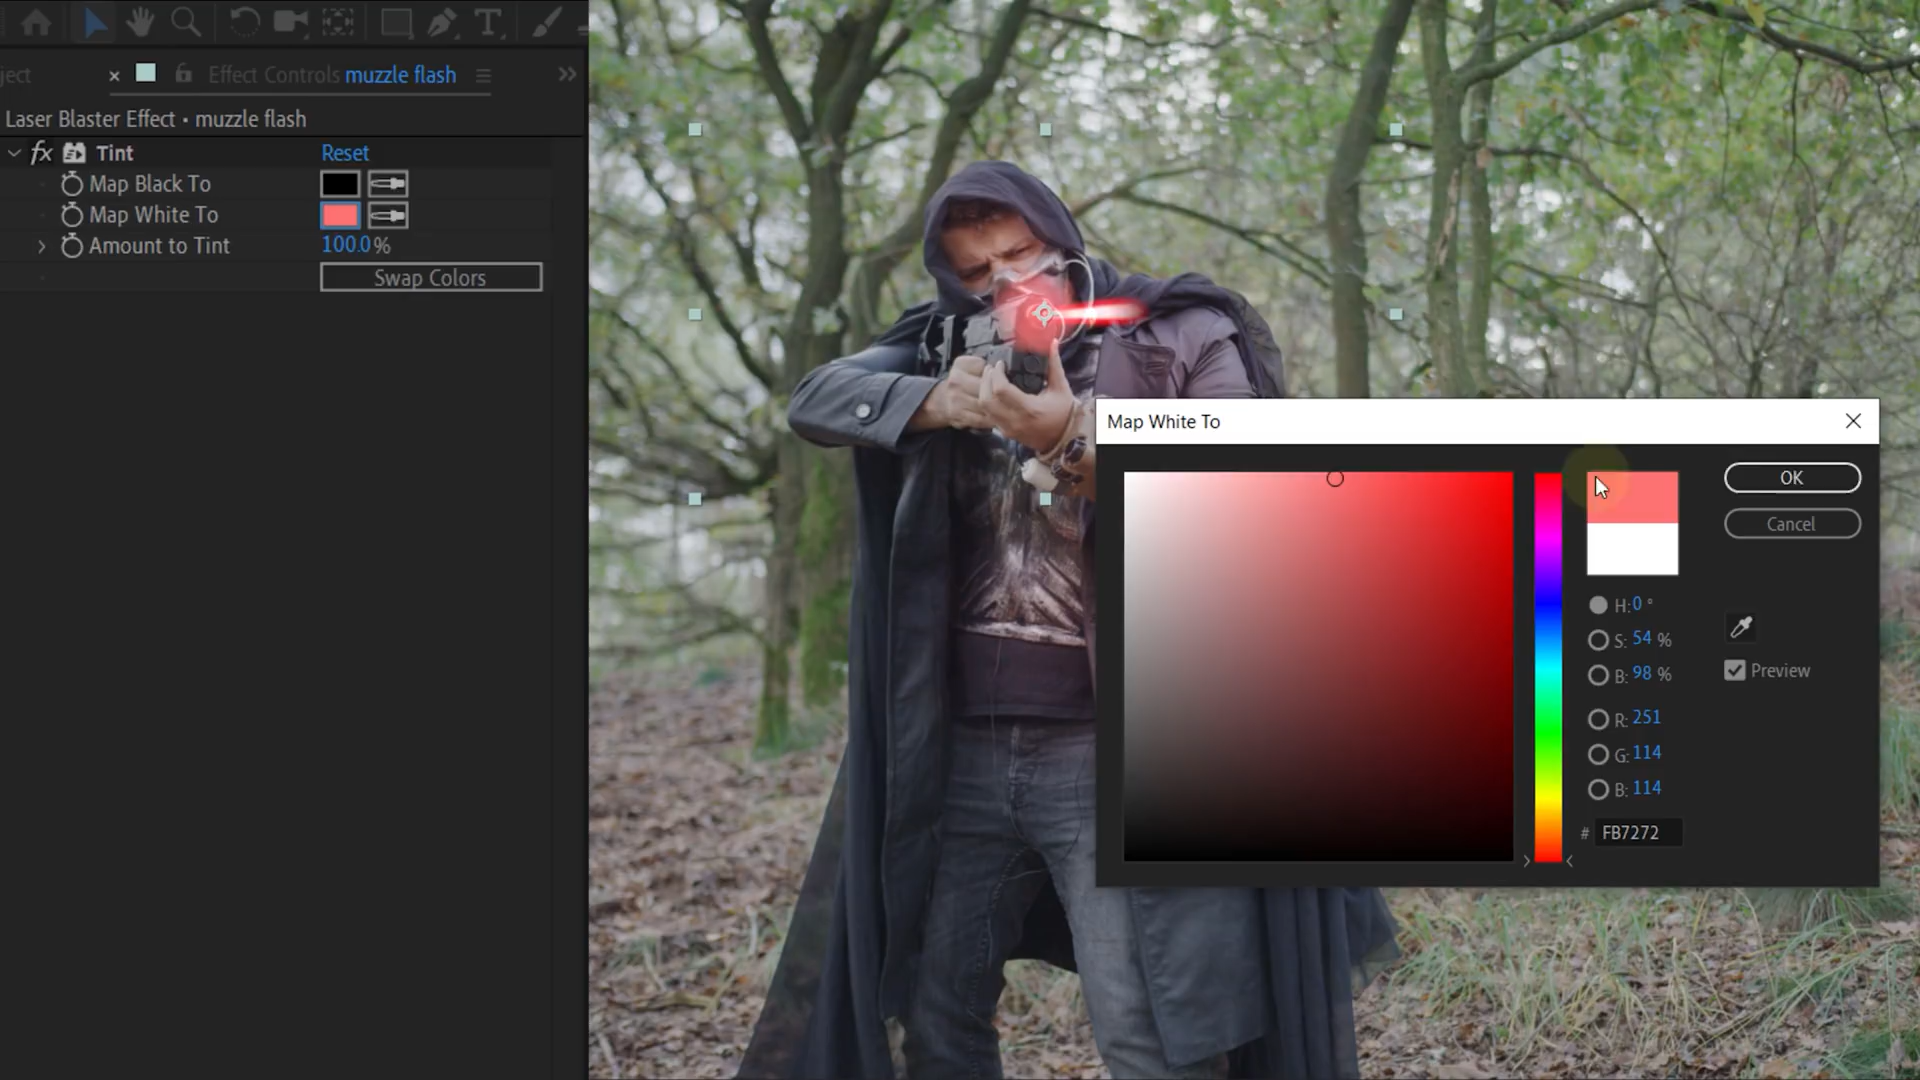 ject
× Effect Controls muzzle flash
Laser Blaster Effect • muzzle flash
fx Tint Reset
Map Black To
Map White To
Amount to Tint 100.0%
Swap Colors
Map White To
OK
Cancel
H: 0 °
S: 54 %
B: 98 %
Preview
R: 251
G: 114
B: 114
# FB7272